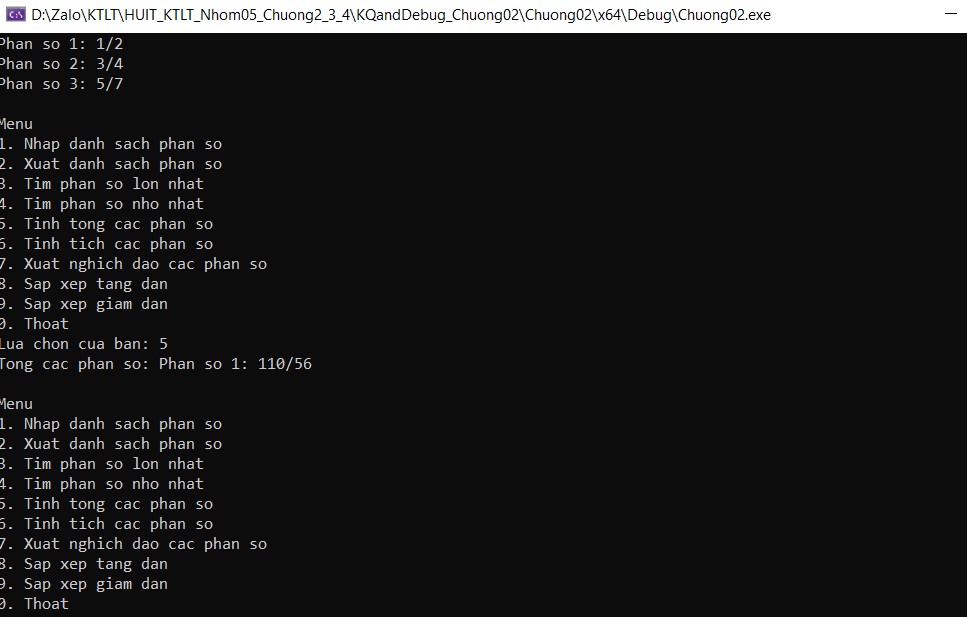 D:\Zalo\KTLT\HUIT_KTLT_Nhom05_Chuong2_3_4\KQandDebug_Chuong02\Chuong02\x64\Debug\Chuong02.exe
Phan so 1: 1/2
Phan so 2: 3/4
Phan so 3: 5/7
Menu
1. Nhap danh sach phan so
2. Xuat danh sach phan so
3. Tim phan so lon nhat
4. Tim phan so nho nhat
5. Tinh tong cac phan so
6. Tinh tich cac phan so
7. Xuat nghich dao cac phan so
8. Sap xep tang dan
9. Sap xep giam dan
0. Thoat
Lua chon cua ban: 5
Tong cac phan so: Phan so 1: 110/56
Menu
1. Nhap danh sach phan so
2. Xuat danh sach phan so
3. Tim phan so lon nhat
4. Tim phan so nho nhat
5. Tinh tong cac phan so
6. Tinh tich cac phan so
7. Xuat nghich dao cac phan so
8. Sap xep tang dan
9. Sap xep giam dan
0. Thoat